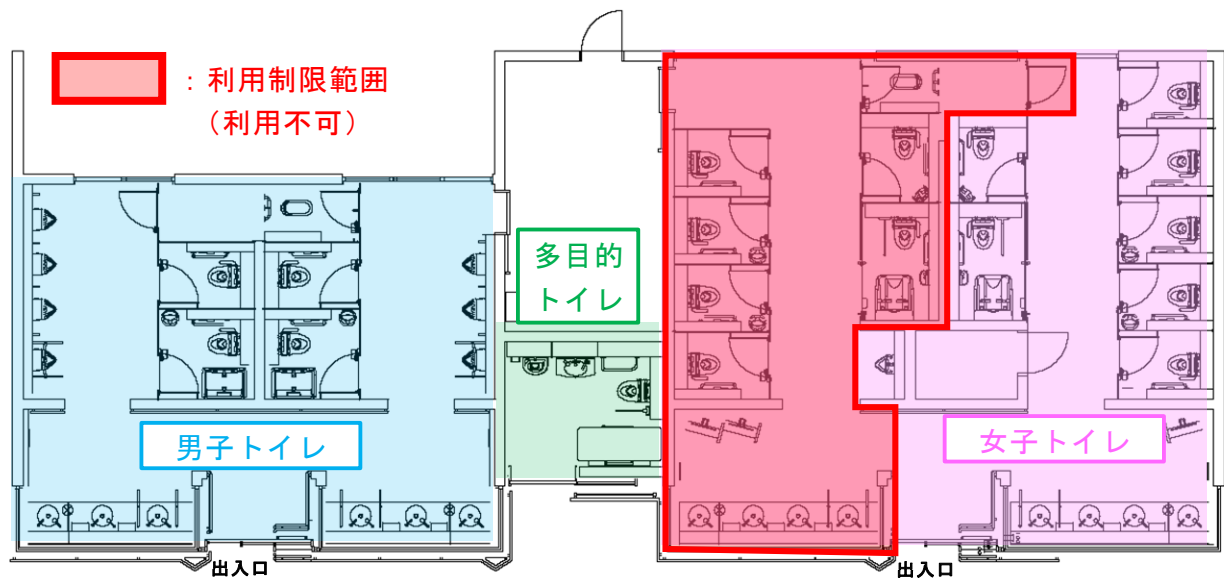 ：利用制限範囲
（利用不可）
多目的
トイレ
男子トイレ
女子トイレ
出入口
出入口